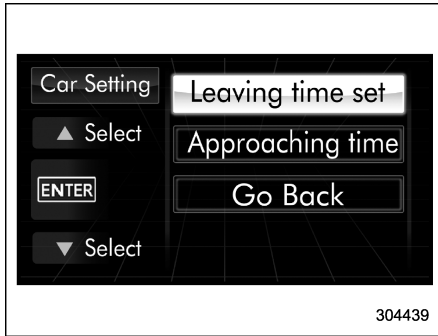 Car Setting
▲ Select
ENTER
▼ Select
Leaving time set
Approaching time
Go Back
304439